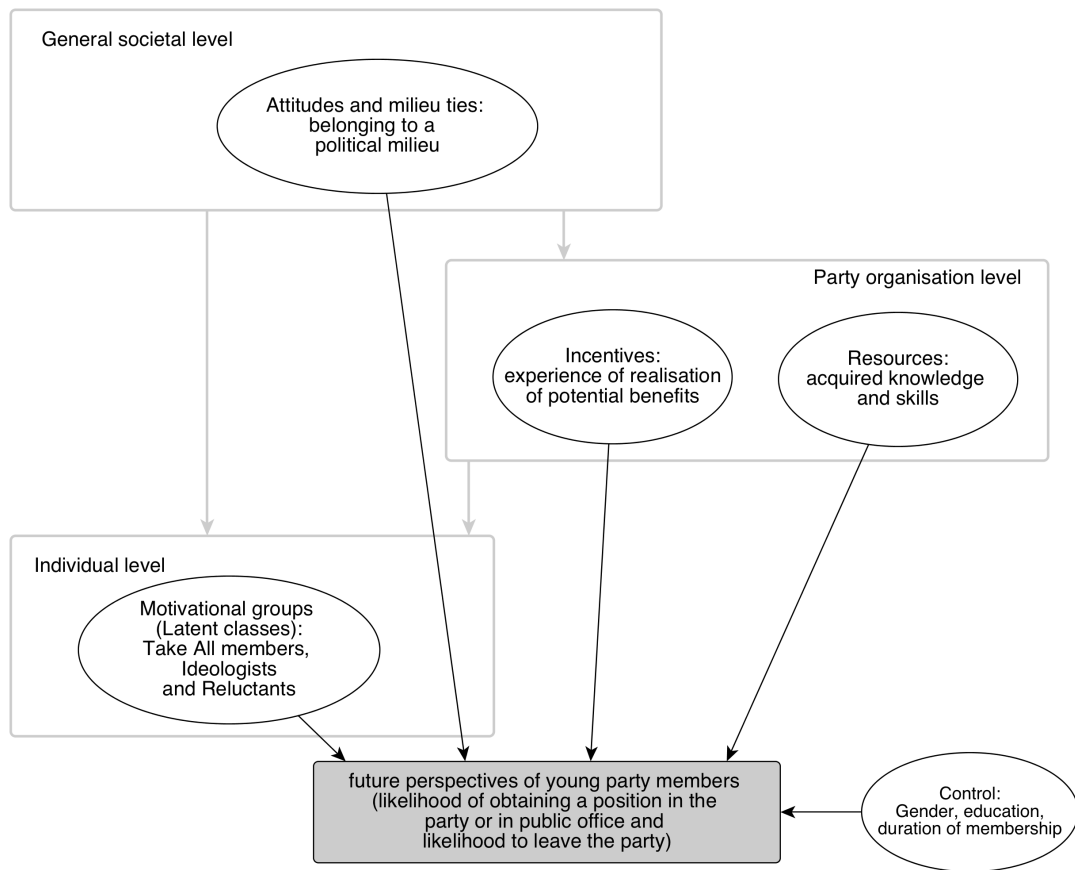 General societal level
Attitudes and milieu ties:
belonging to a
political milieu
Party organisation level
Incentives:
experience of realisation
of potential benefits
Resources:
acquired knowledge
and skills
Individual level
Motivational groups
(Latent classes):
Take All members,
Ideologists
and Reluctants
future perspectives of young party members
(likelihood of obtaining a position in the
party or in public office and
likelihood to leave the party)
Control:
Gender, education,
duration of membership